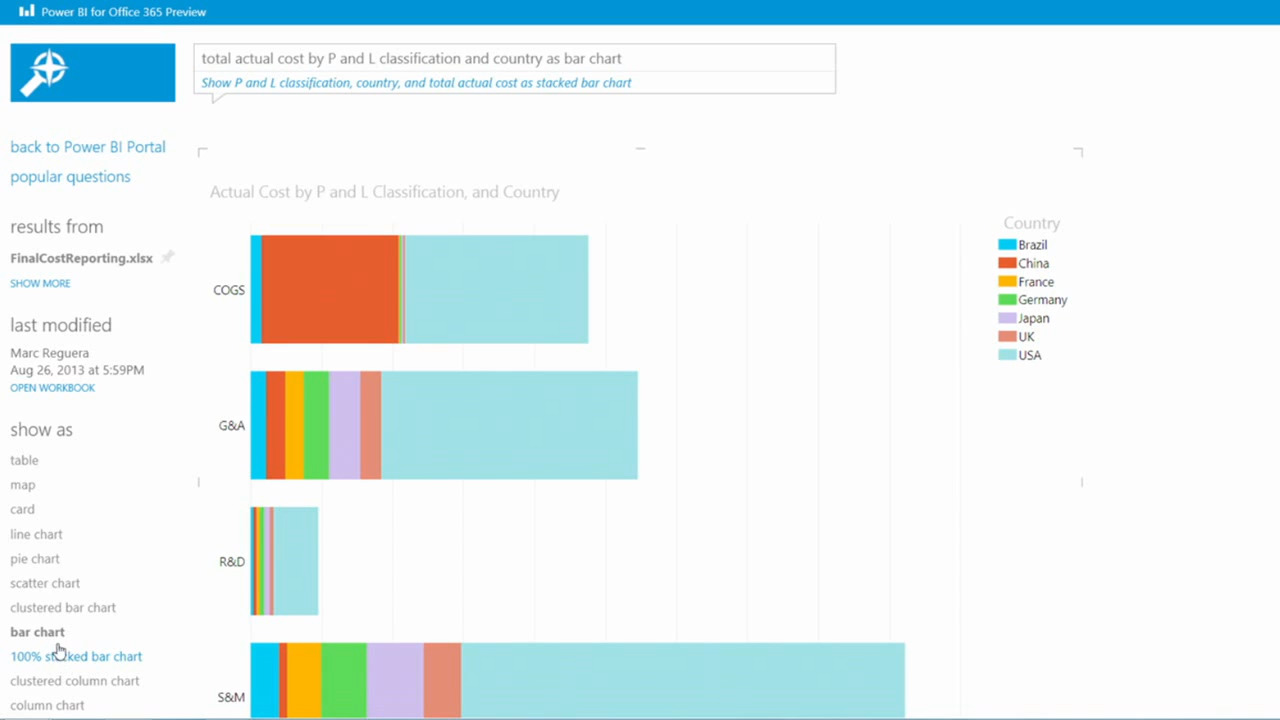 Power BI for Office 365 Preview
total actual cost by P and L classification and country as bar chart
Show P and L classification, country, and total actual cost as stacked bar chart
back to Power BI Portal
popular questions
results from
FinalCostReporting.xlsx
SHOW MORE
last modified
Marc Reguera
Aug 26, 2013 at 5:59PM
OPEN WORKBOOK
show as
table
map
card
line chart
pie chart
scatter chart
clustered bar chart
bar chart
100% stacked bar chart
clustered column chart
column chart
Actual Cost by P and L Classification, and Country
COGS
G&A
R&D
S&M
Country
Brazil
China
France
Germany
Japan
UK
USA